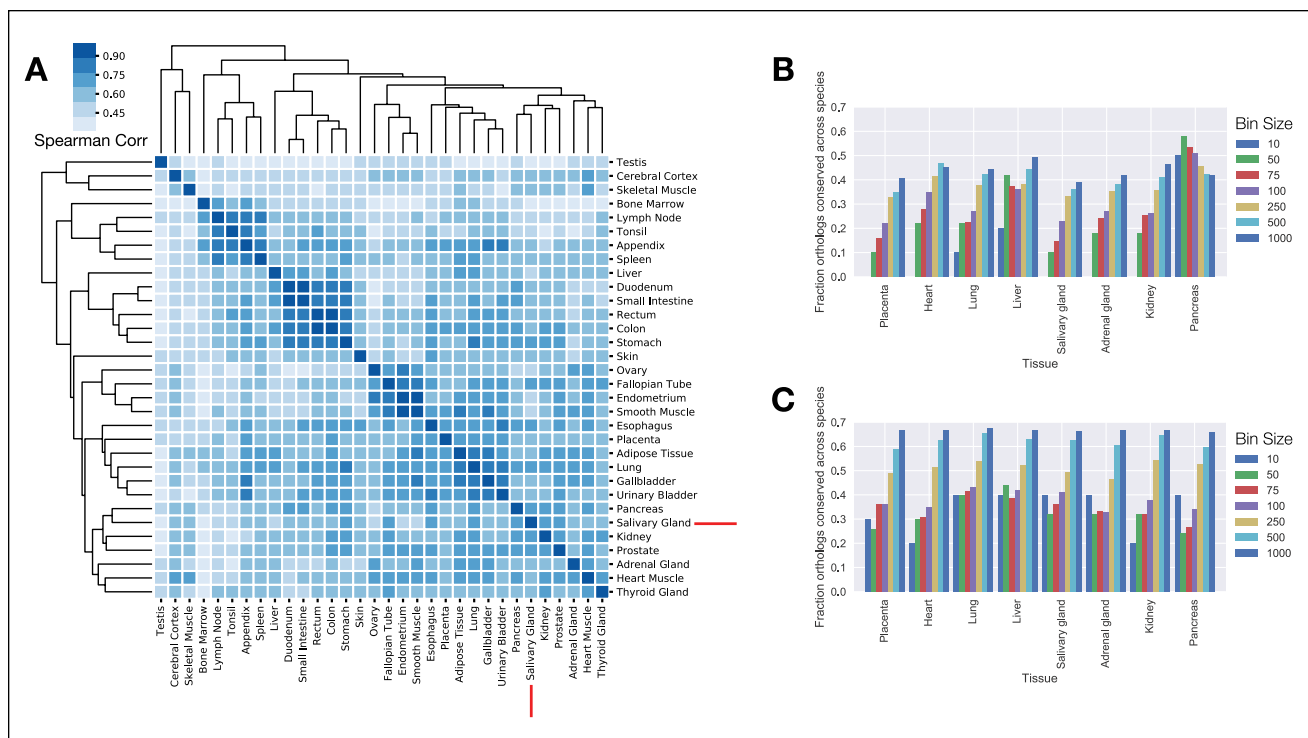 A
0.90
0.75
0.60
0.45
Spearman Corr
Testis
Cerebral Cortex
Skeletal Muscle
Bone Marrow
Lymph Node
Tonsil
Appendix
Spleen
Liver
Duodenum
Small Intestine
Rectum
Colon
Stomach
Skin
Ovary
Fallopian Tube
Endometrium
Smooth Muscle
Esophagus
Placenta
Adipose Tissue
Lung
Gallbladder
Urinary Bladder
Pancreas
Salivary Gland
Kidney
Prostate
Adrenal Gland
Heart Muscle
Thyroid Gland
Testis
Cerebral Cortex
Skeletal Muscle
Bone Marrow
Lymph Node
Tonsil
Appendix
Spleen
Liver
Duodenum
Small Intestine
Rectum
Colon
Stomach
Skin
Ovary
Fallopian Tube
Endometrium
Smooth Muscle
Esophagus
Placenta
Adipose Tissue
Lung
Gallbladder
Urinary Bladder
Pancreas
Salivary Gland
Kidney
Prostate
Adrenal Gland
Heart Muscle
Thyroid Gland
B
Fraction orthologs conserved across species
0.7
0.6
0.5
0.4
0.3
0.2
0.1
0.0
Placenta
Heart
Lung
Liver
Salivary gland
Adrenal gland
Kidney
Pancreas
Tissue
Bin Size
10
50
75
100
250
500
1000
C
Fraction orthologs conserved across species
0.7
0.6
0.5
0.4
0.3
0.2
0.1
0.0
Placenta
Heart
Lung
Liver
Salivary gland
Adrenal gland
Kidney
Pancreas
Tissue
Bin Size
10
50
75
100
250
500
1000